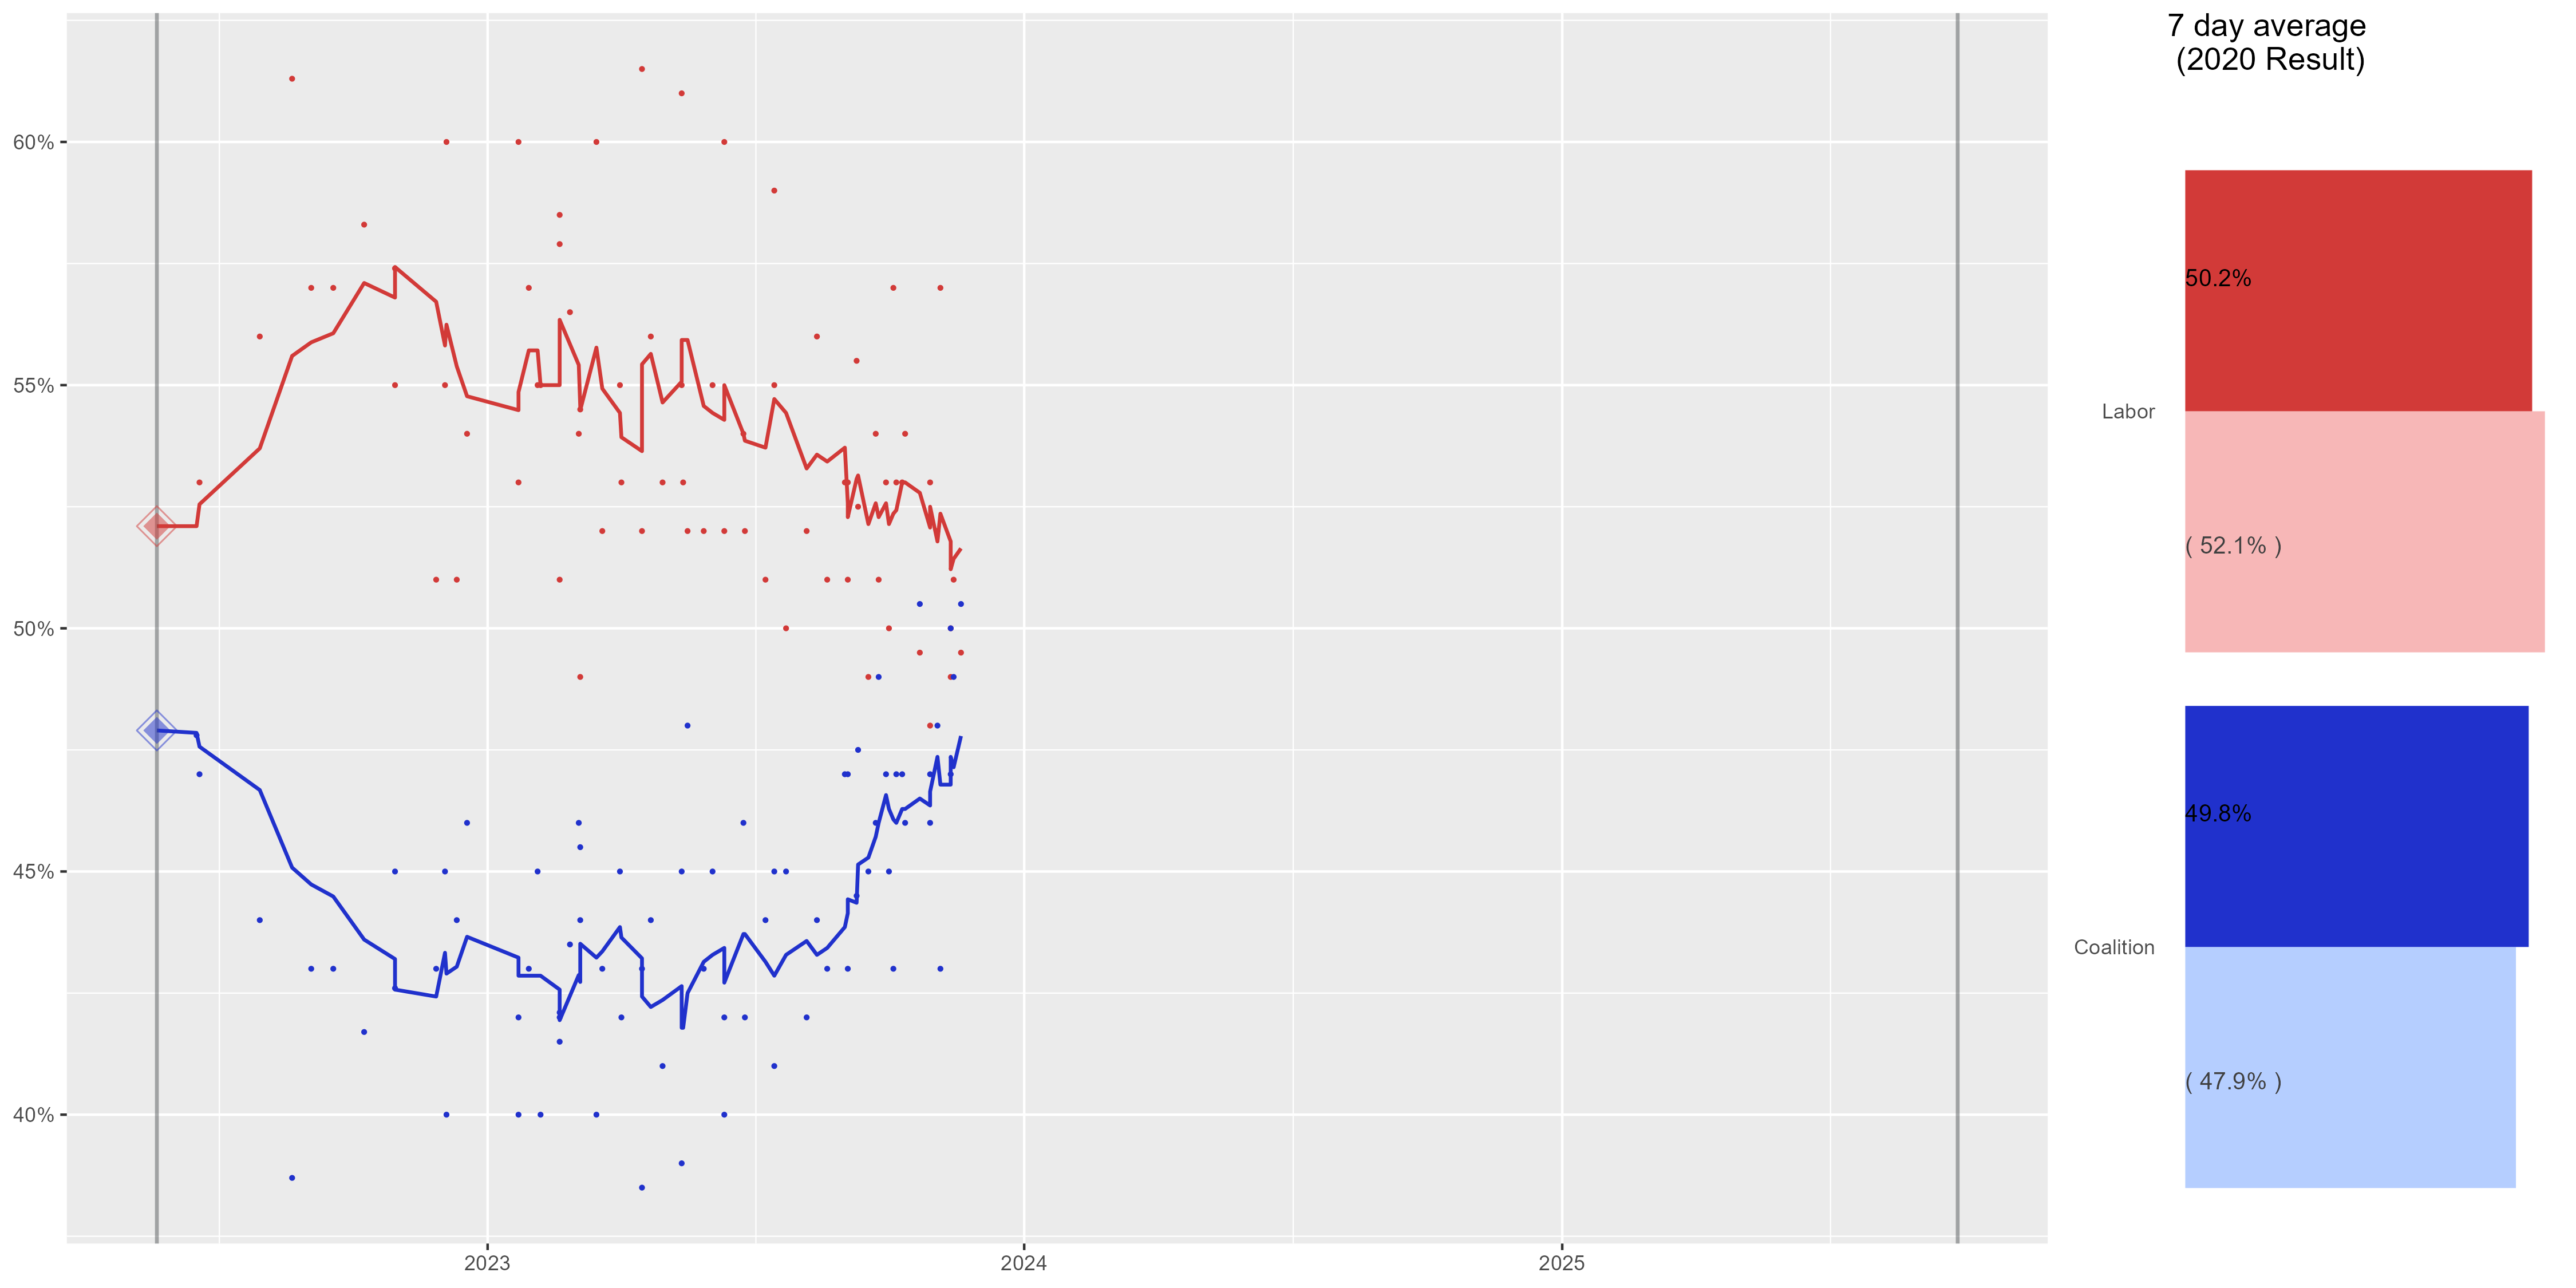 7 day average
(2020 Result)
60%
55%
50%
45%
40%
2023
2024
2025
Labor
50.2%
( 52.1% )
Coalition
49.8%
( 47.9% )